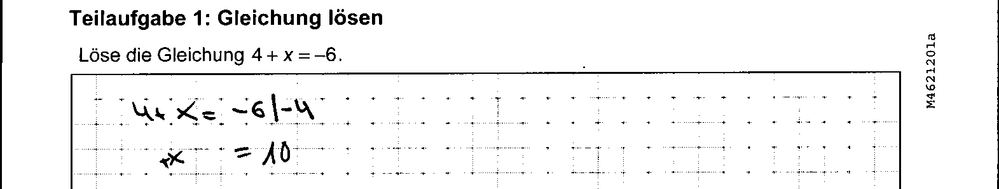 Teilaufgabe 1: Gleichung lösen
Löse die Gleichung 4 + x = −6.
4+ x = -6 | -4
+x = 10
M4621201a